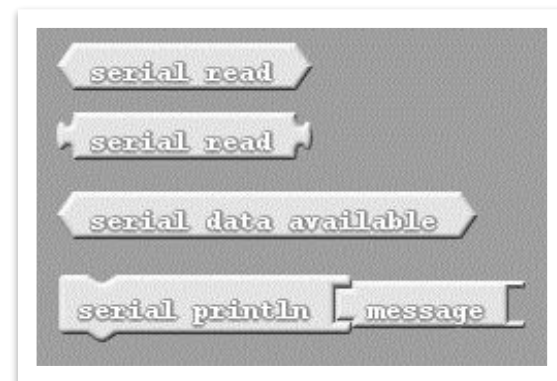 serial read
serial read
serial data available
serial println message